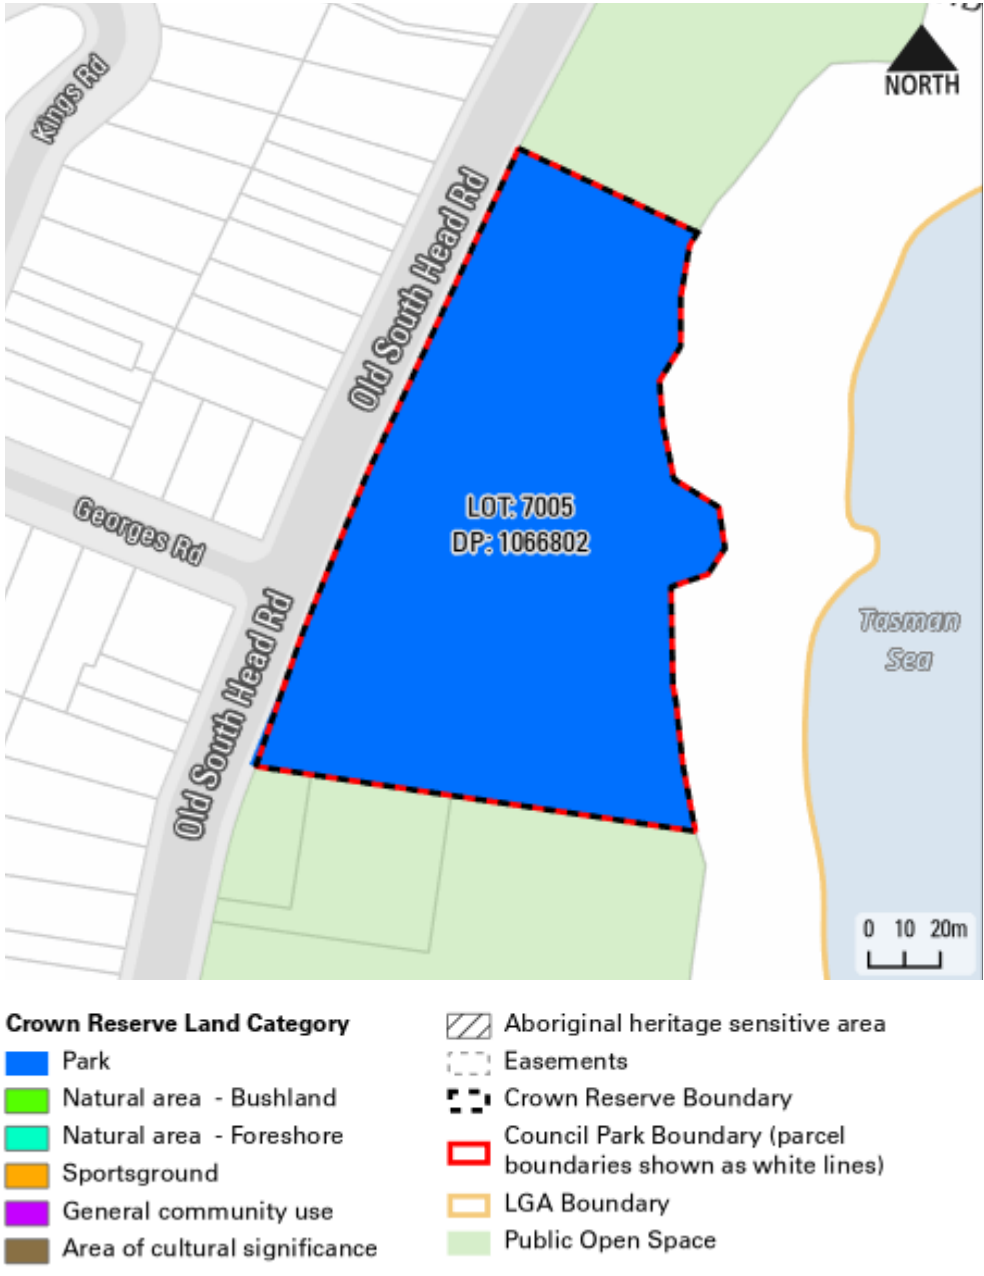 NORTH
Kings Rd
Old South Head Rd
LOT: 7005
DP: 1066802
Georges Rd
Old South Head Rd
Tasman
Sea
0 10 20m
Crown Reserve Land Category
Park
Natural area - Bushland
Natural area - Foreshore
Sportsground
General community use
Area of cultural significance
Aboriginal heritage sensitive area
Easements
Crown Reserve Boundary
Council Park Boundary (parcel
boundaries shown as white lines)
LGA Boundary
Public Open Space